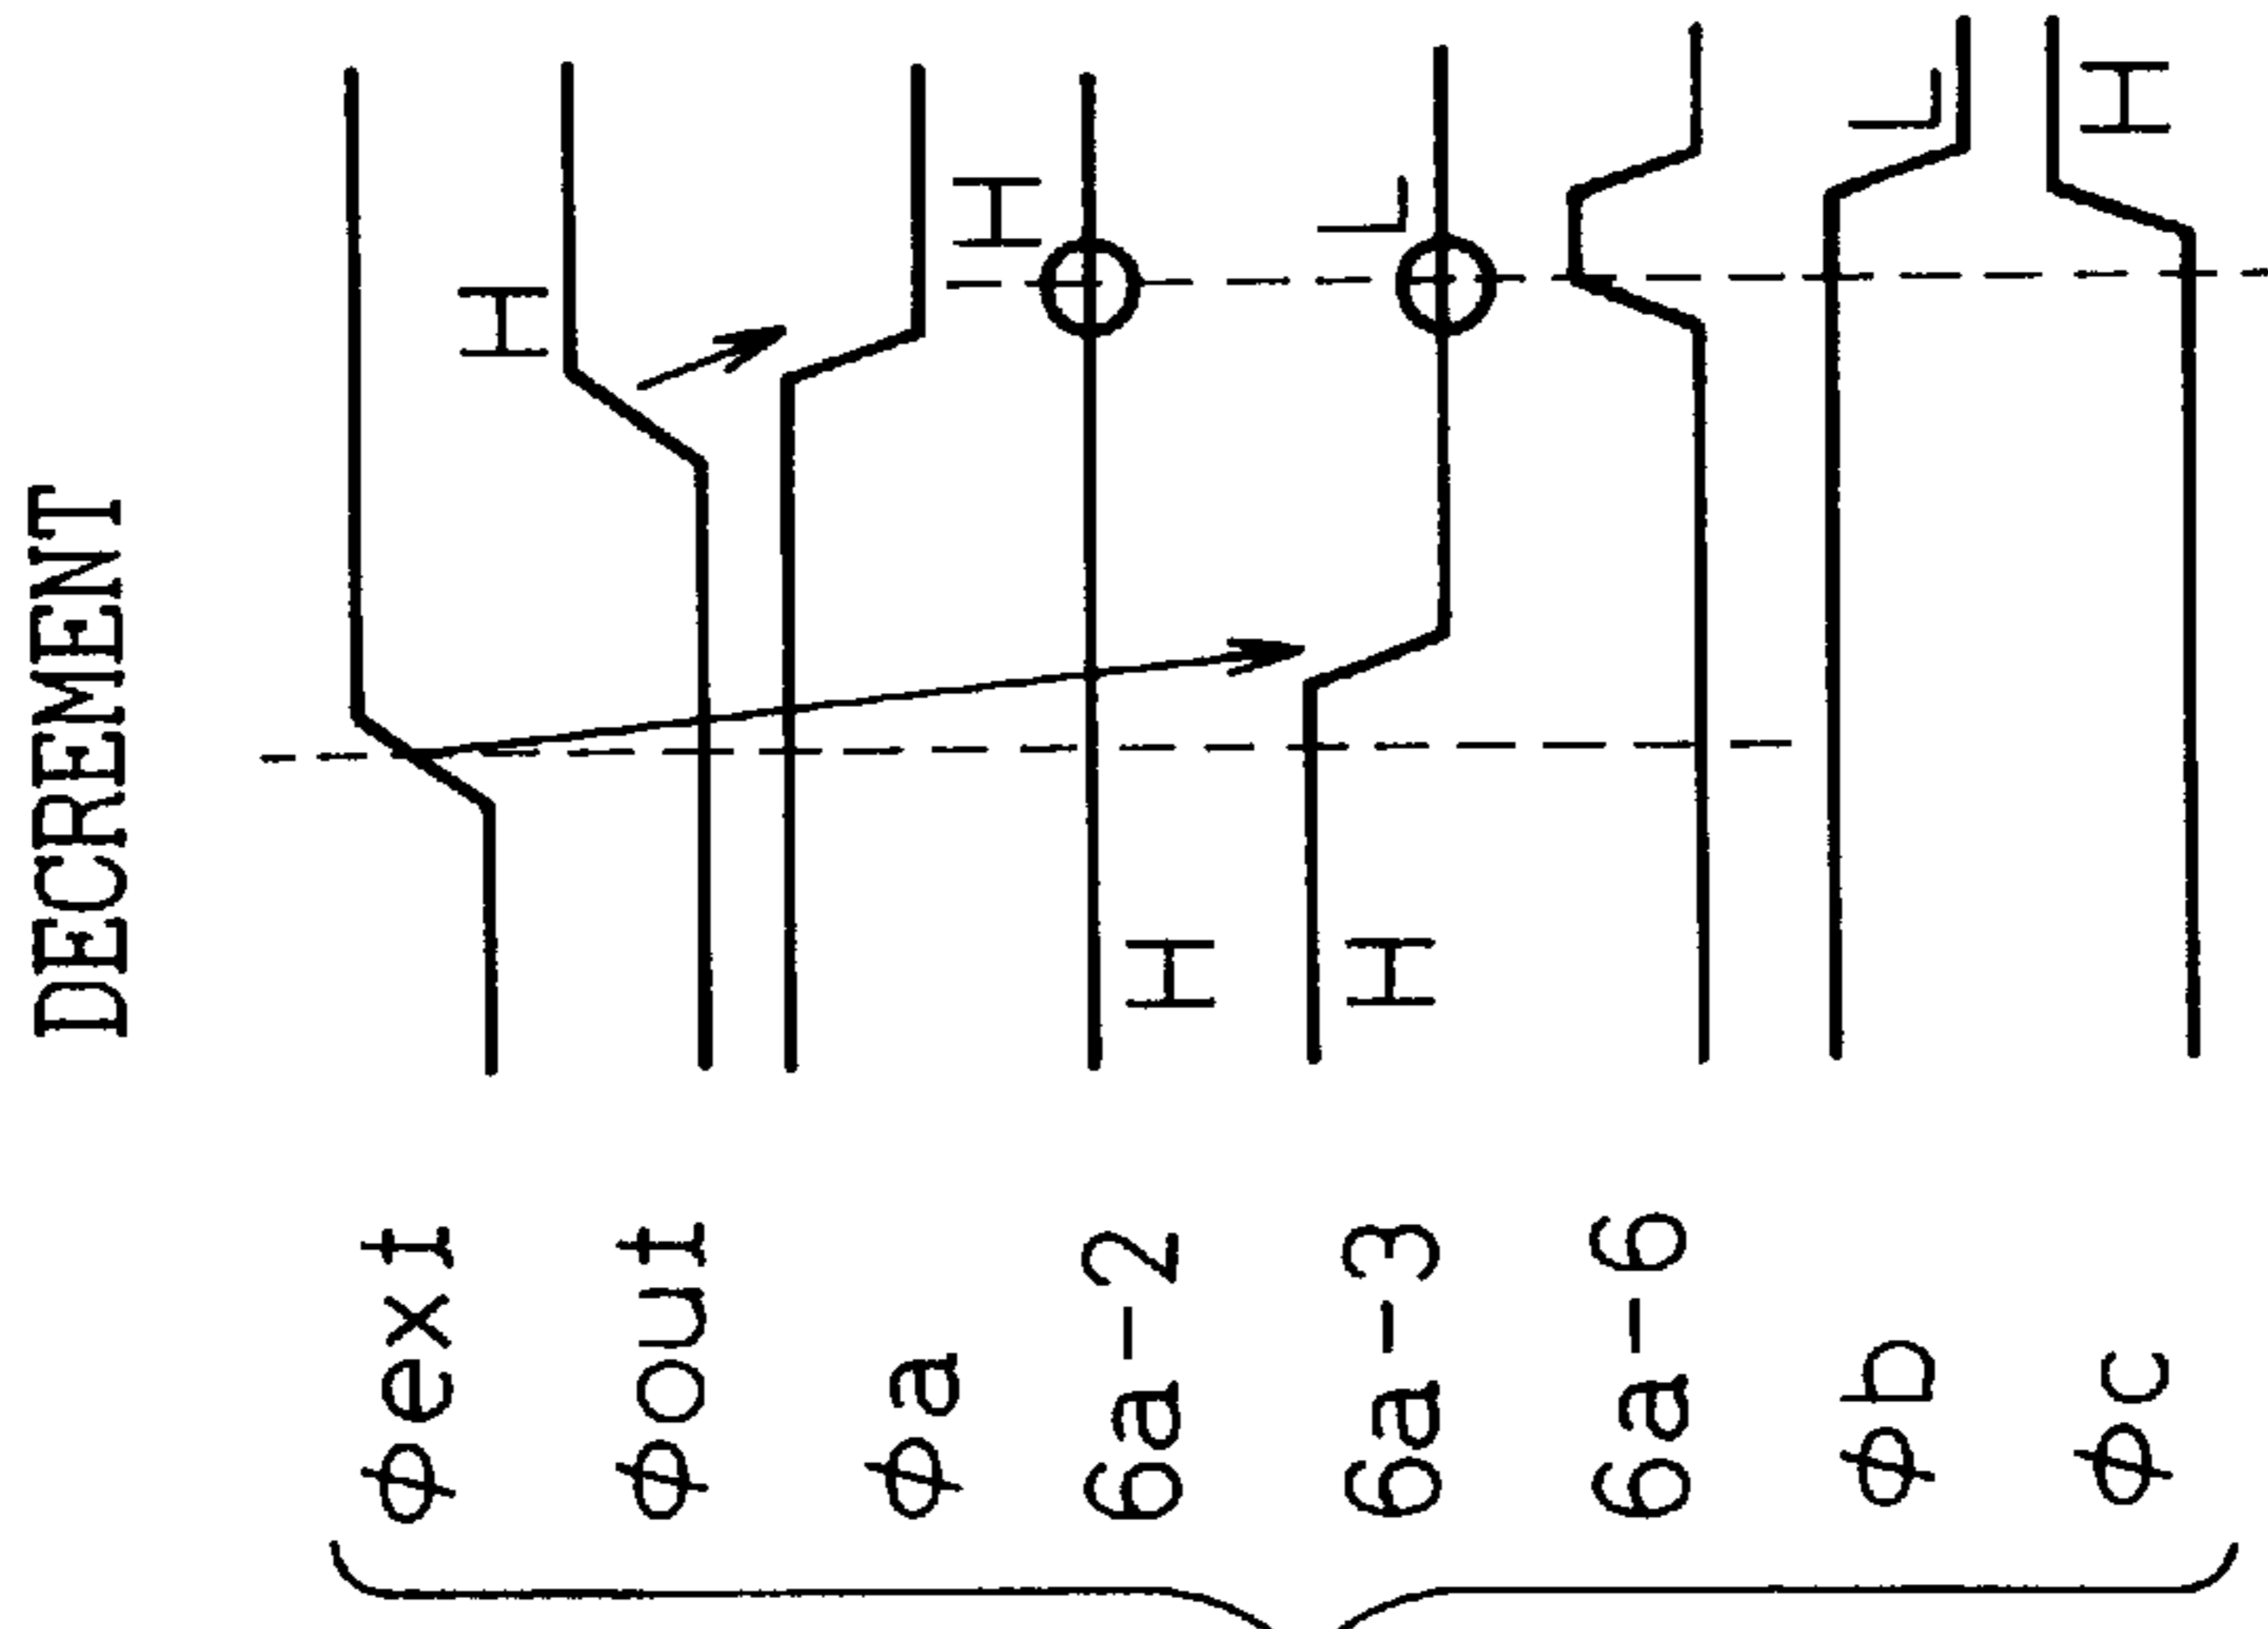 DECREMENT
φext
φout H
φa H
6a-2 H
6a-3 H L
6a-6
φb L
φc H